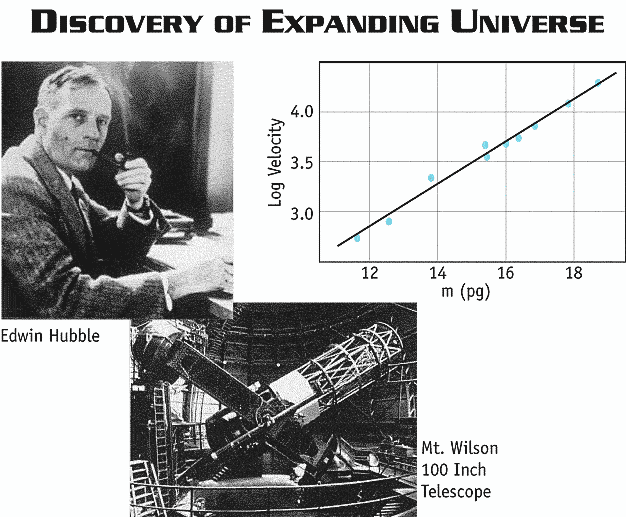 DISCOVERY OF EXPANDING UNIVERSE
4.0
3.5
3.0
Log Velocity
12 14 16 18
m (pg)
Edwin Hubble
Mt. Wilson
100 Inch
Telescope